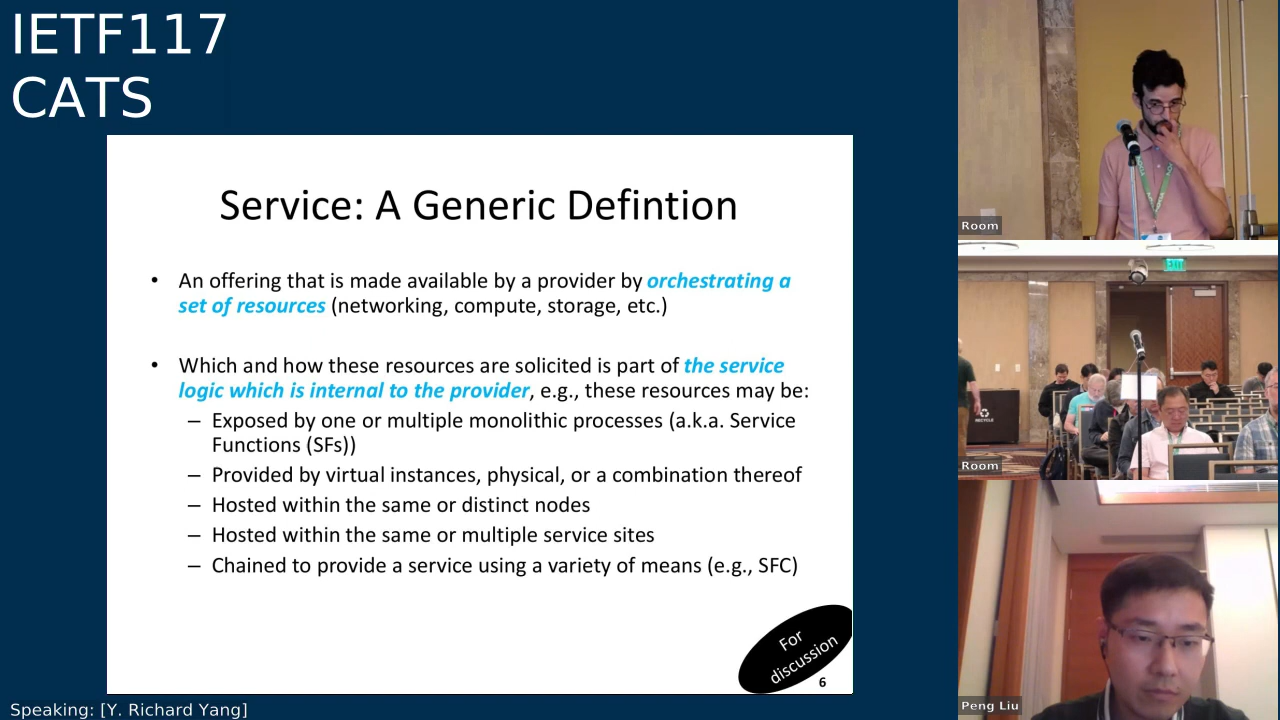 IETF117
CATS
Service: A Generic Defintion
• An offering that is made available by a provider by orchestrating a
set of resources (networking, compute, storage, etc.)
• Which and how these resources are solicited is part of the service
logic which is internal to the provider, e.g., these resources may be:
– Exposed by one or multiple monolithic processes (a.k.a. Service
Functions (SFs))
– Provided by virtual instances, physical, or a combination thereof
– Hosted within the same or distinct nodes
– Hosted within the same or multiple service sites
– Chained to provide a service using a variety of means (e.g., SFC)
For
discussion
6
Speaking: [Y. Richard Yang]
Room
Room
RECYCLE
Peng Liu